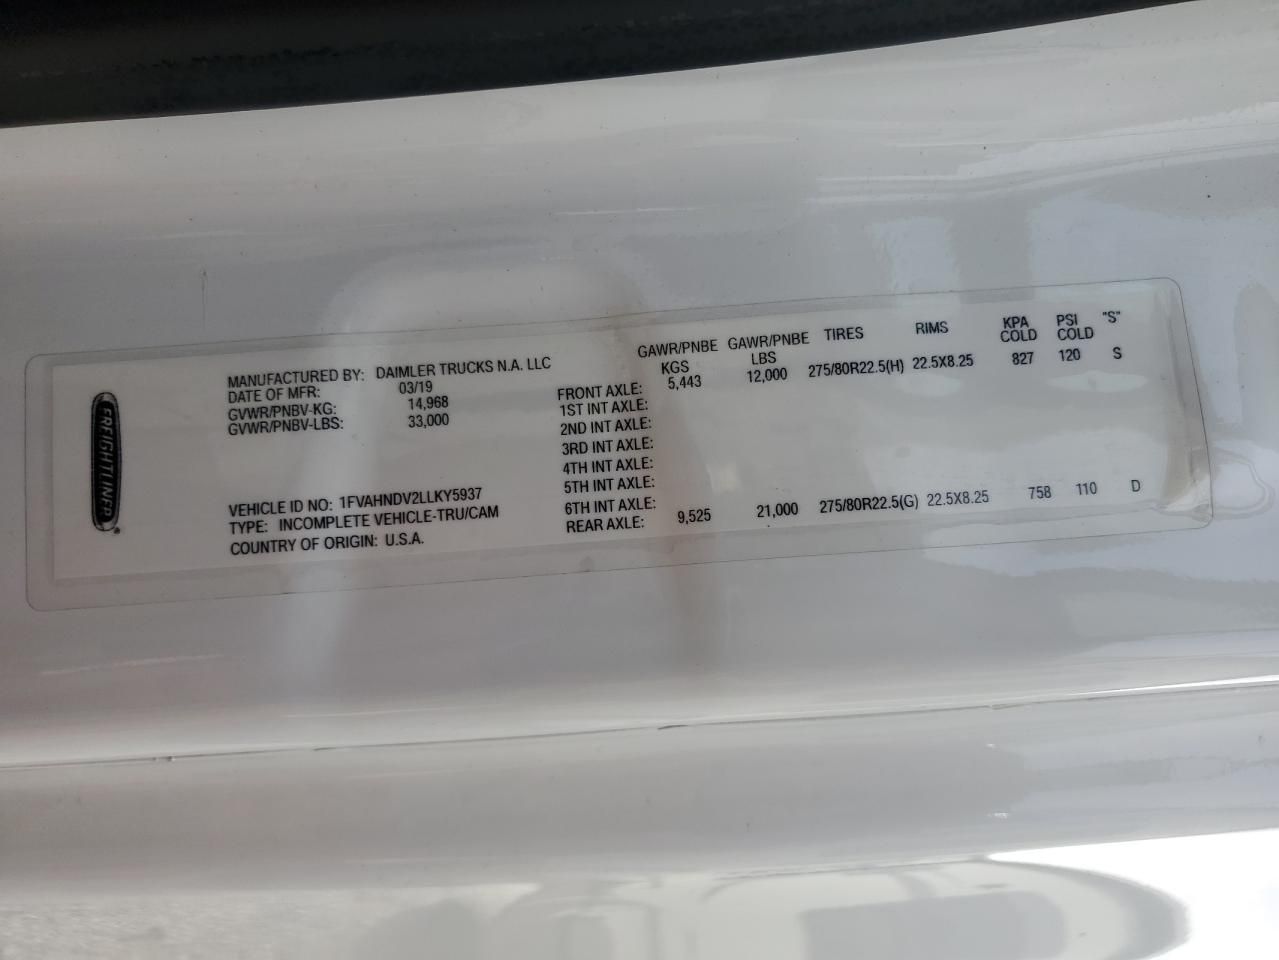 FREIGHTLINER
MANUFACTURED BY: DAIMLER TRUCKS N.A. LLC
DATE OF MFR: 03/19
GVWR/PNBV-KG: 14,968
GVWR/PNBV-LBS: 33,000
VEHICLE ID NO: 1FVAHNDV2LLKY5937
TYPE: INCOMPLETE VEHICLE-TRU/CAM
COUNTRY OF ORIGIN: U.S.A.
GAWR/PNBE GAWR/PNBE TIRES RIMS KPA PSI "S"
KGS LBS COLD COLD
FRONT AXLE: 5,443 12,000 275/80R22.5(H) 22.5X8.25 827 120 S
1ST INT AXLE:
2ND INT AXLE:
3RD INT AXLE:
4TH INT AXLE:
5TH INT AXLE:
6TH INT AXLE:
REAR AXLE: 9,525 21,000 275/80R22.5(G) 22.5X8.25 758 110 D